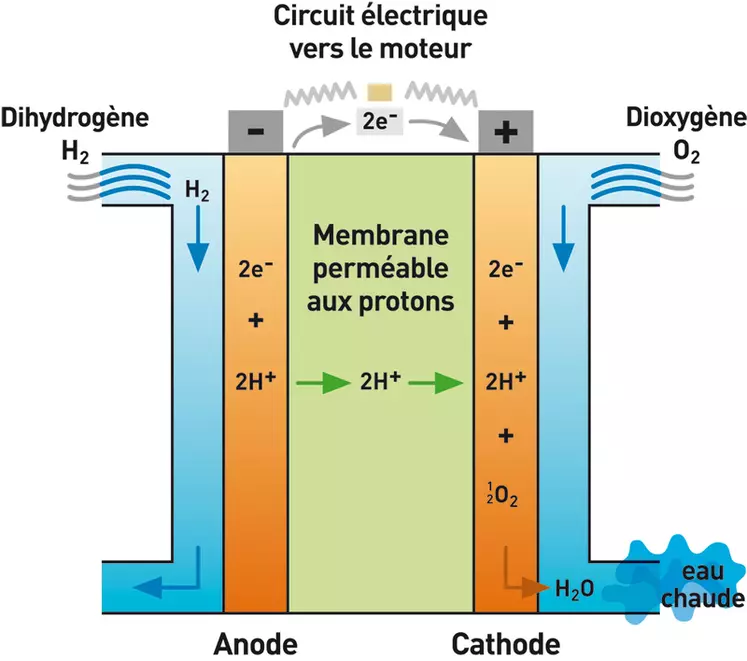 Circuit électrique
vers le moteur
Dihydrogène
H₂
-
2e⁻
+
Dioxygène
O₂
H₂
Membrane
perméable
aux protons
2e⁻
+
2H⁺
2H⁺
2e⁻
+
2H⁺
+
½O₂
H₂O
eau
chaude
Anode
Cathode